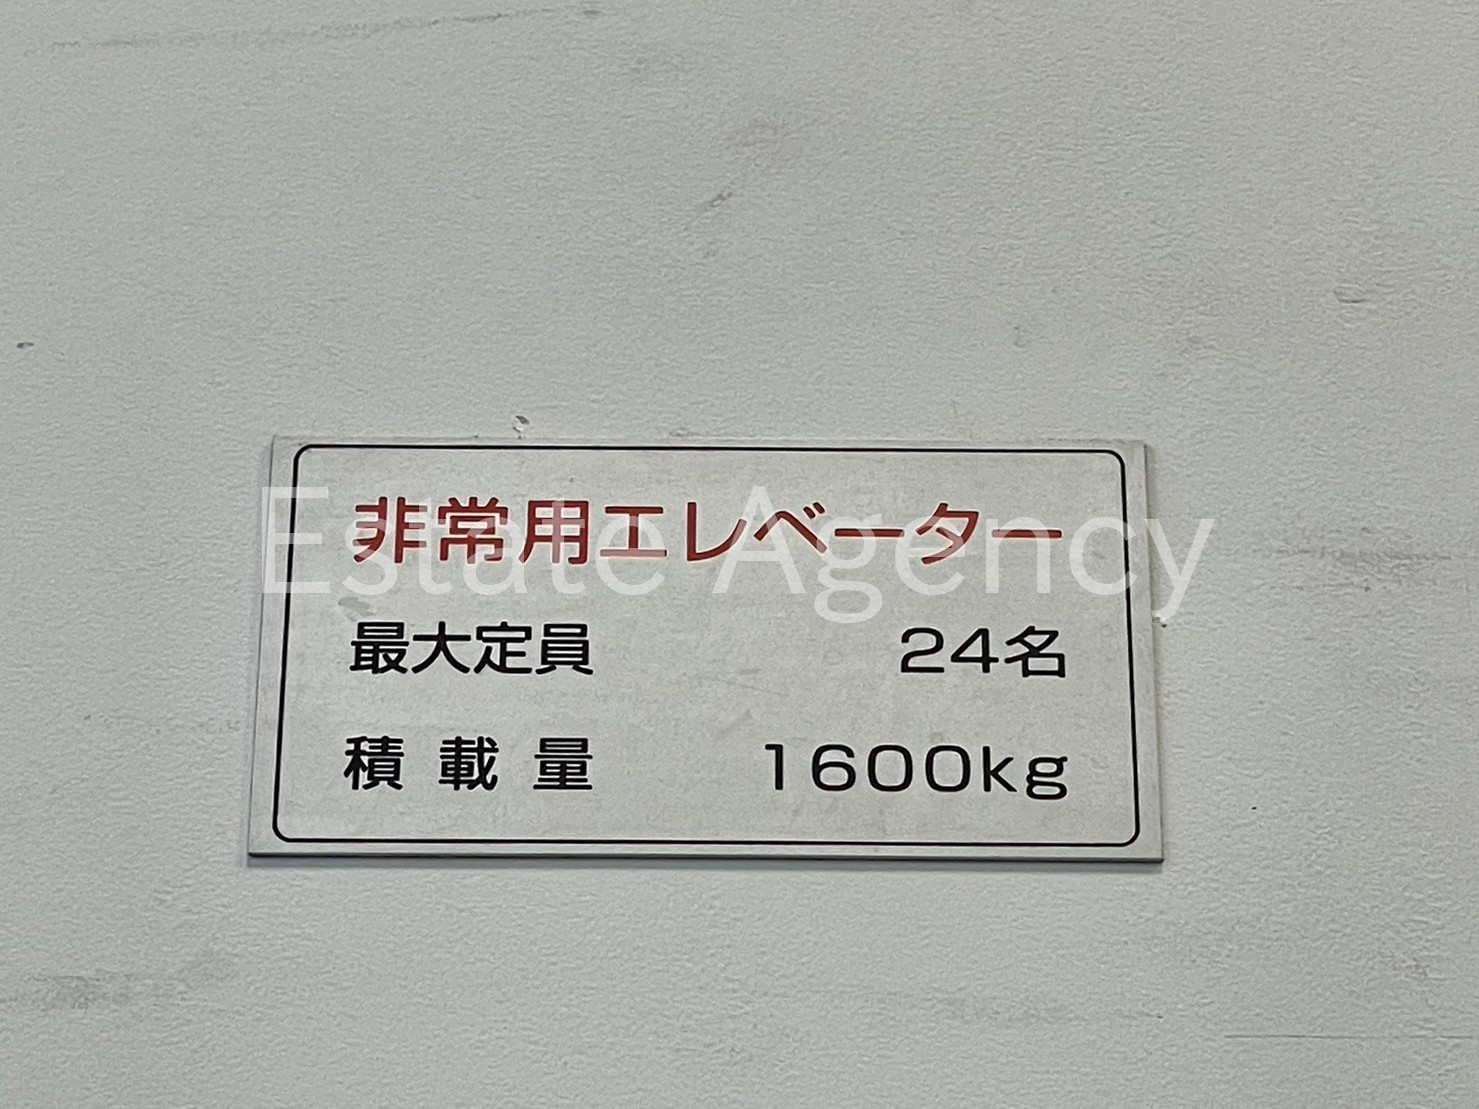 非常用エレベーター
Estate Agency
最大定員 24名
積載量 1600kg